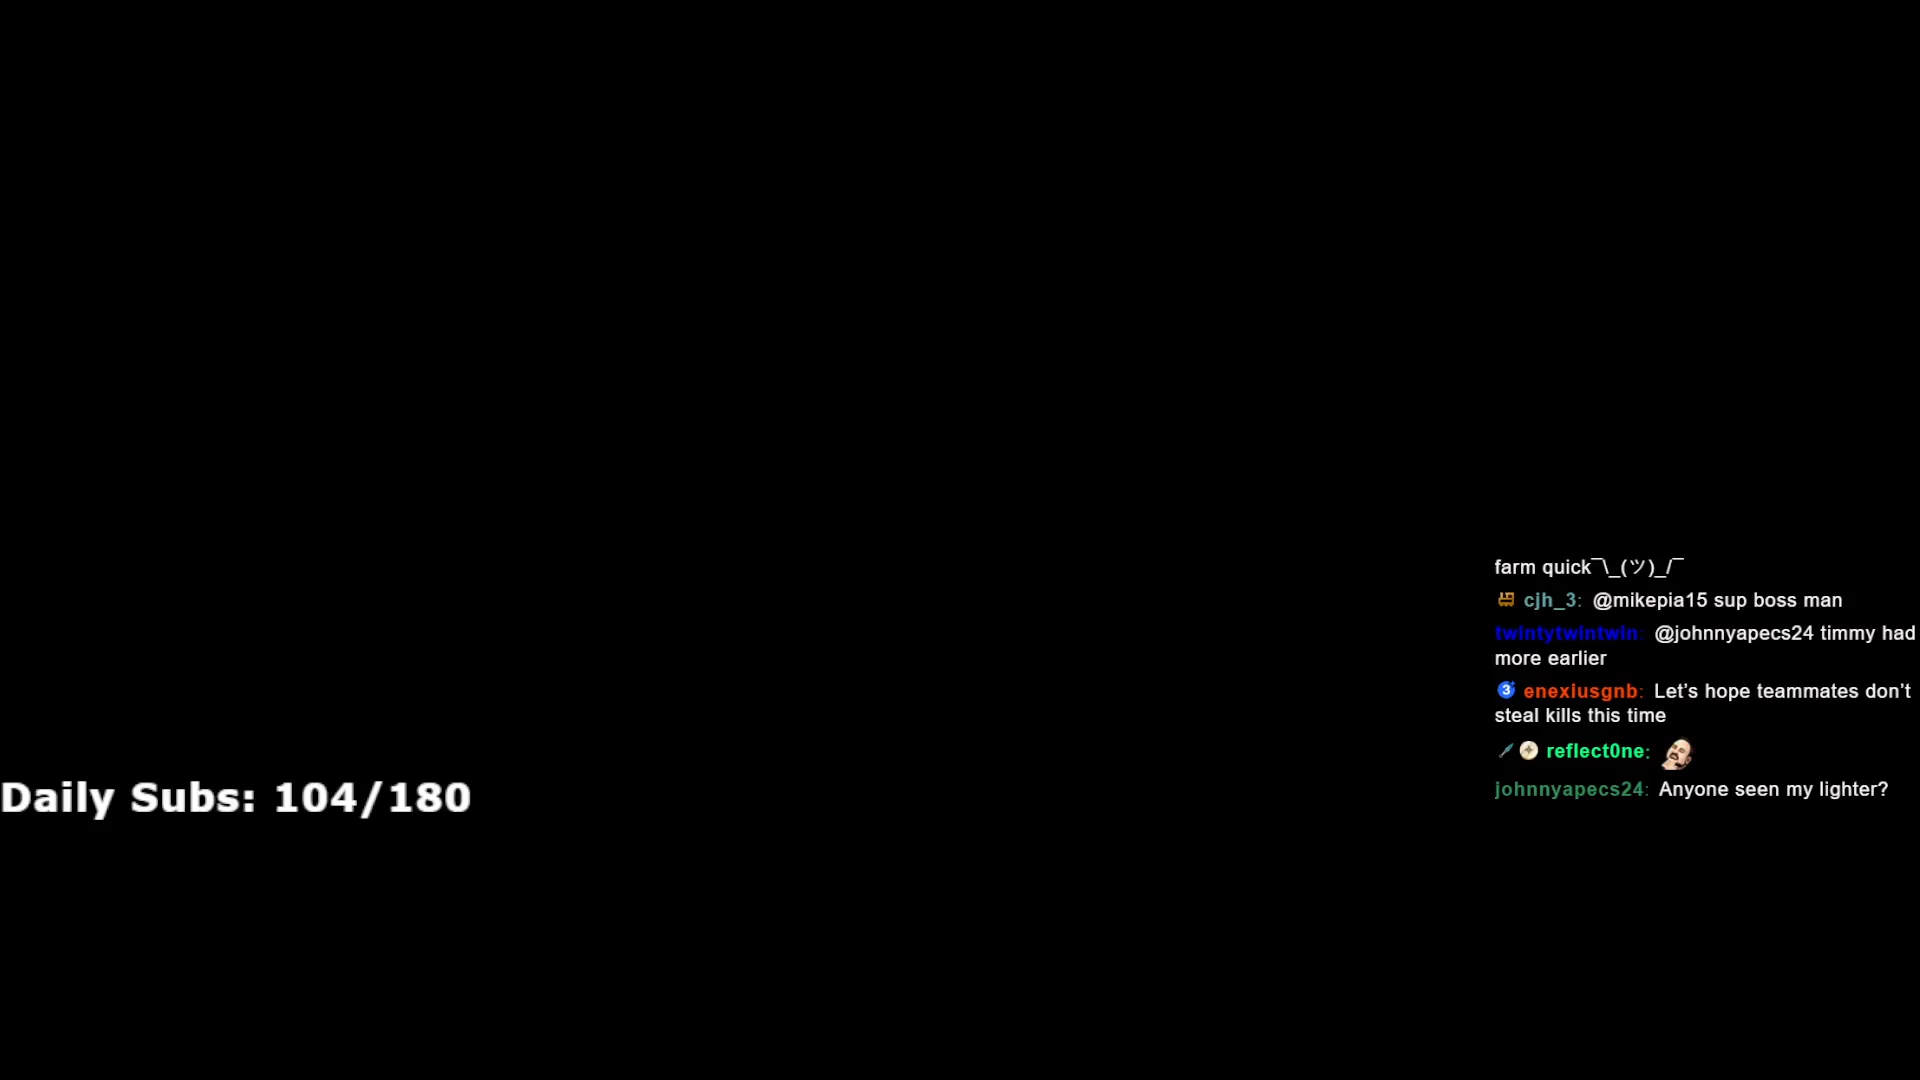 farm quick¯\_(ツ)_/¯
cjh_3: @mikepia15 sup boss man
twintytwintwin: @johnnyapecs24 timmy had
more earlier
3 enexiusgnb: Let’s hope teammates don’t
steal kills this time
reflect0ne:
johnnyapecs24: Anyone seen my lighter?
Daily Subs: 104/180